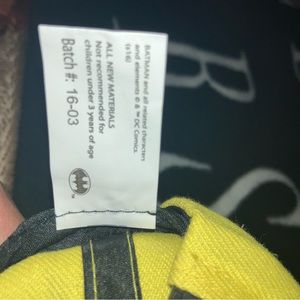 BATMAN and all related characters
and elements © & ™ DC Comics.
(s16)
ALL NEW MATERIALS
Not recommended for
children under 3 years of age
Batch #: 16-03